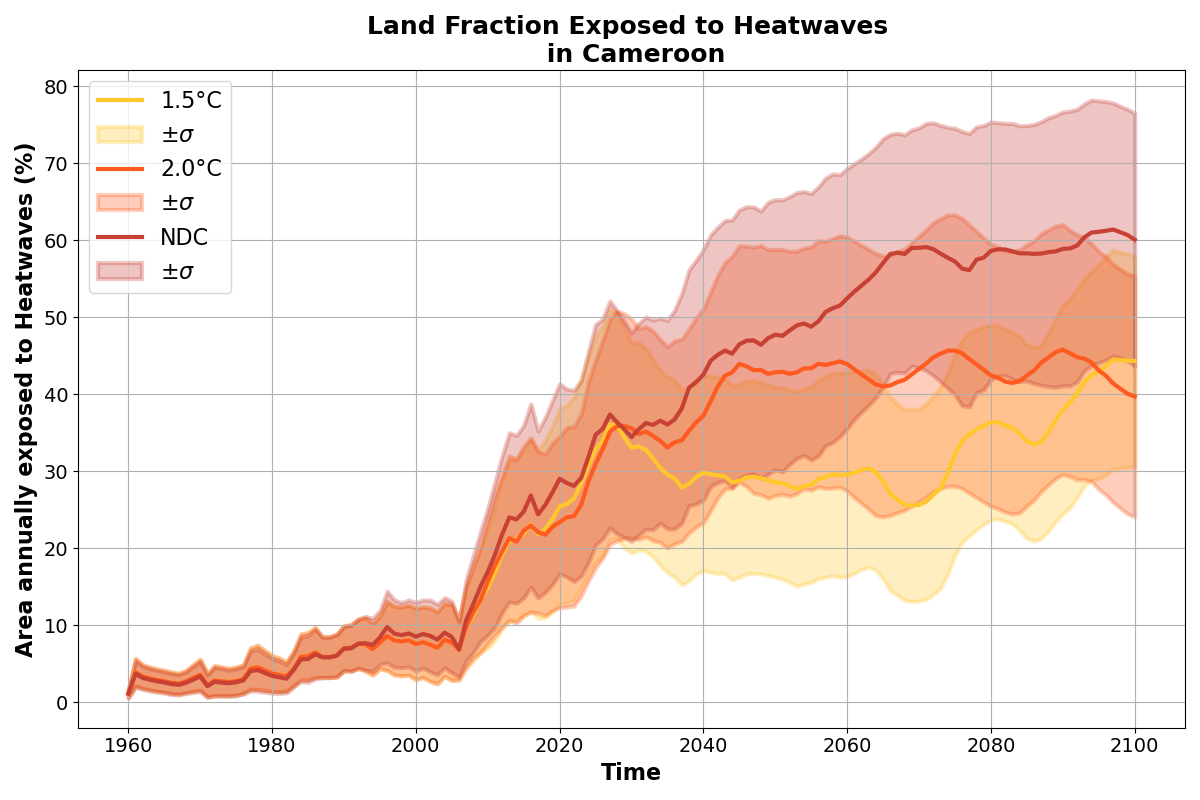 Land Fraction Exposed to Heatwaves
in Cameroon
Area annually exposed to Heatwaves (%)
80
70
60
50
40
30
20
10
0
1.5°C
±σ
2.0°C
±σ
NDC
±σ
1960
1980
2000
2020
2040
2060
2080
2100
Time